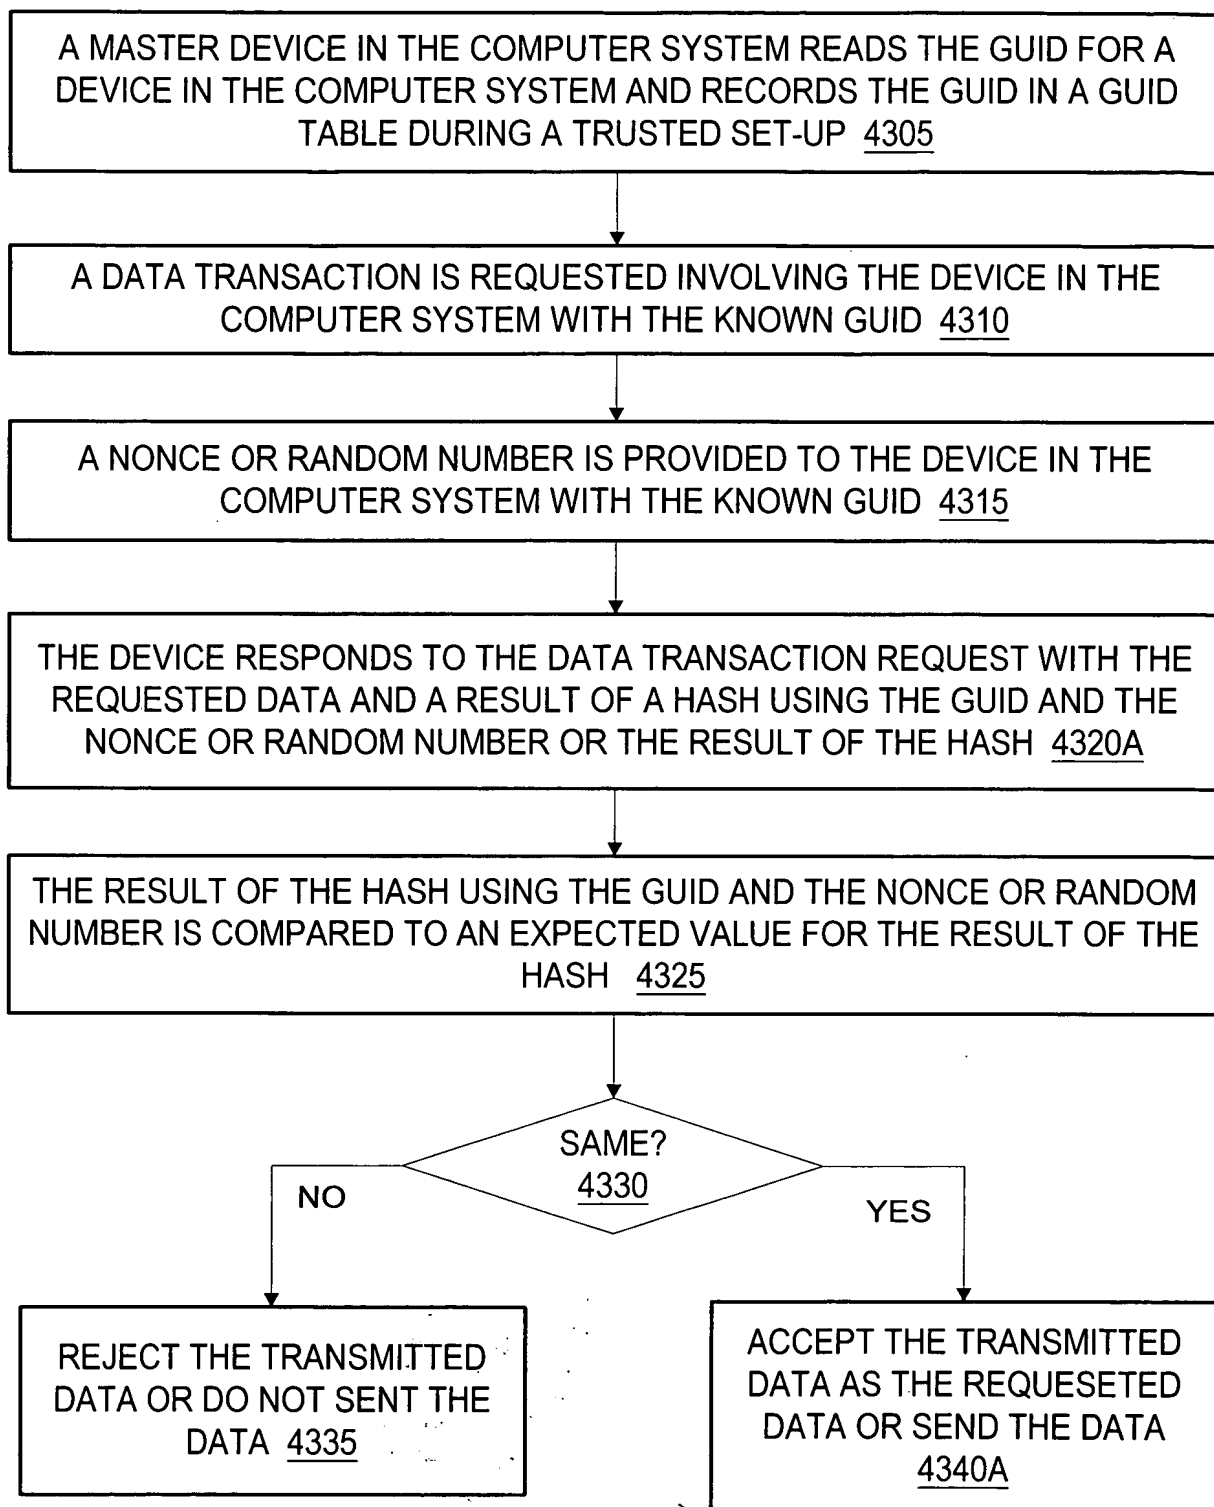 A MASTER DEVICE IN THE COMPUTER SYSTEM READS THE GUID FOR A
DEVICE IN THE COMPUTER SYSTEM AND RECORDS THE GUID IN A GUID
TABLE DURING A TRUSTED SET-UP 4305
A DATA TRANSACTION IS REQUESTED INVOLVING THE DEVICE IN THE
COMPUTER SYSTEM WITH THE KNOWN GUID 4310
A NONCE OR RANDOM NUMBER IS PROVIDED TO THE DEVICE IN THE
COMPUTER SYSTEM WITH THE KNOWN GUID 4315
THE DEVICE RESPONDS TO THE DATA TRANSACTION REQUEST WITH THE
REQUESTED DATA AND A RESULT OF A HASH USING THE GUID AND THE
NONCE OR RANDOM NUMBER OR THE RESULT OF THE HASH 4320A
THE RESULT OF THE HASH USING THE GUID AND THE NONCE OR RANDOM
NUMBER IS COMPARED TO AN EXPECTED VALUE FOR THE RESULT OF THE
HASH 4325
SAME?
4330
NO
YES
REJECT THE TRANSMITTED
DATA OR DO NOT SENT THE
DATA 4335
ACCEPT THE TRANSMITTED
DATA AS THE REQUESETED
DATA OR SEND THE DATA
4340A